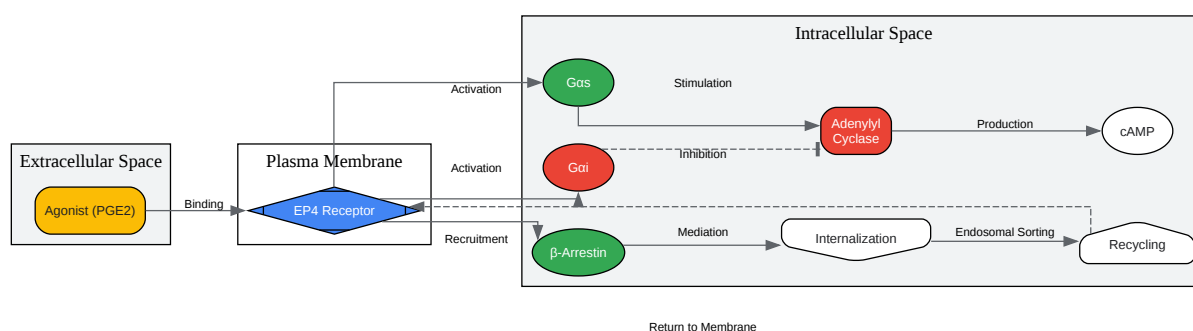 Intracellular Space
Gαs
Stimulation
Activation
Adenylyl
Cyclase
Production
cAMP
Extracellular Space
Plasma Membrane
Inhibition
Gαi
Activation
Agonist (PGE2)
Binding
EP4 Receptor
Recruitment
β-Arrestin
Mediation
Internalization
Endosomal Sorting
Recycling
Return to Membrane